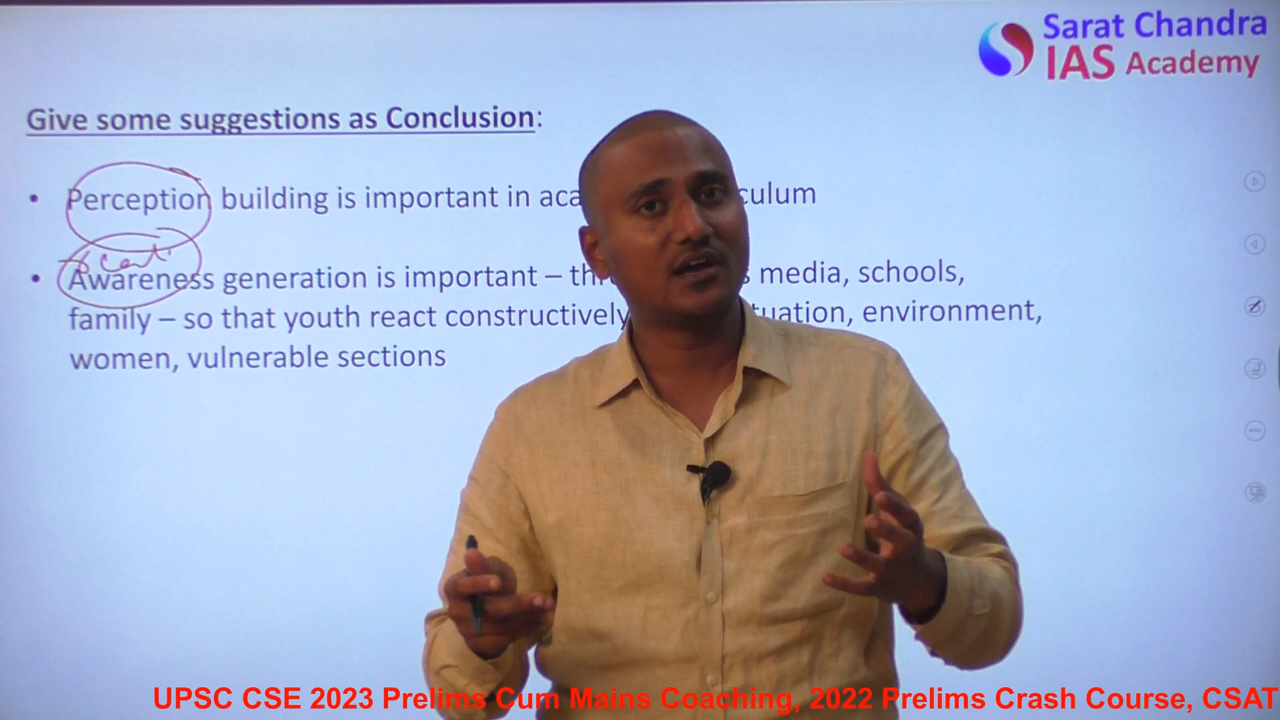 Sarat Chandra
IAS Academy
Give some suggestions as Conclusion:
• Perception building is important in aca culum
• Awareness generation is important – th media, schools,
family – so that youth react constructively uation, environment,
women, vulnerable sections
UPSC CSE 2023 Prelims Cum Mains Coaching, 2022 Prelims Crash Course, CSAT